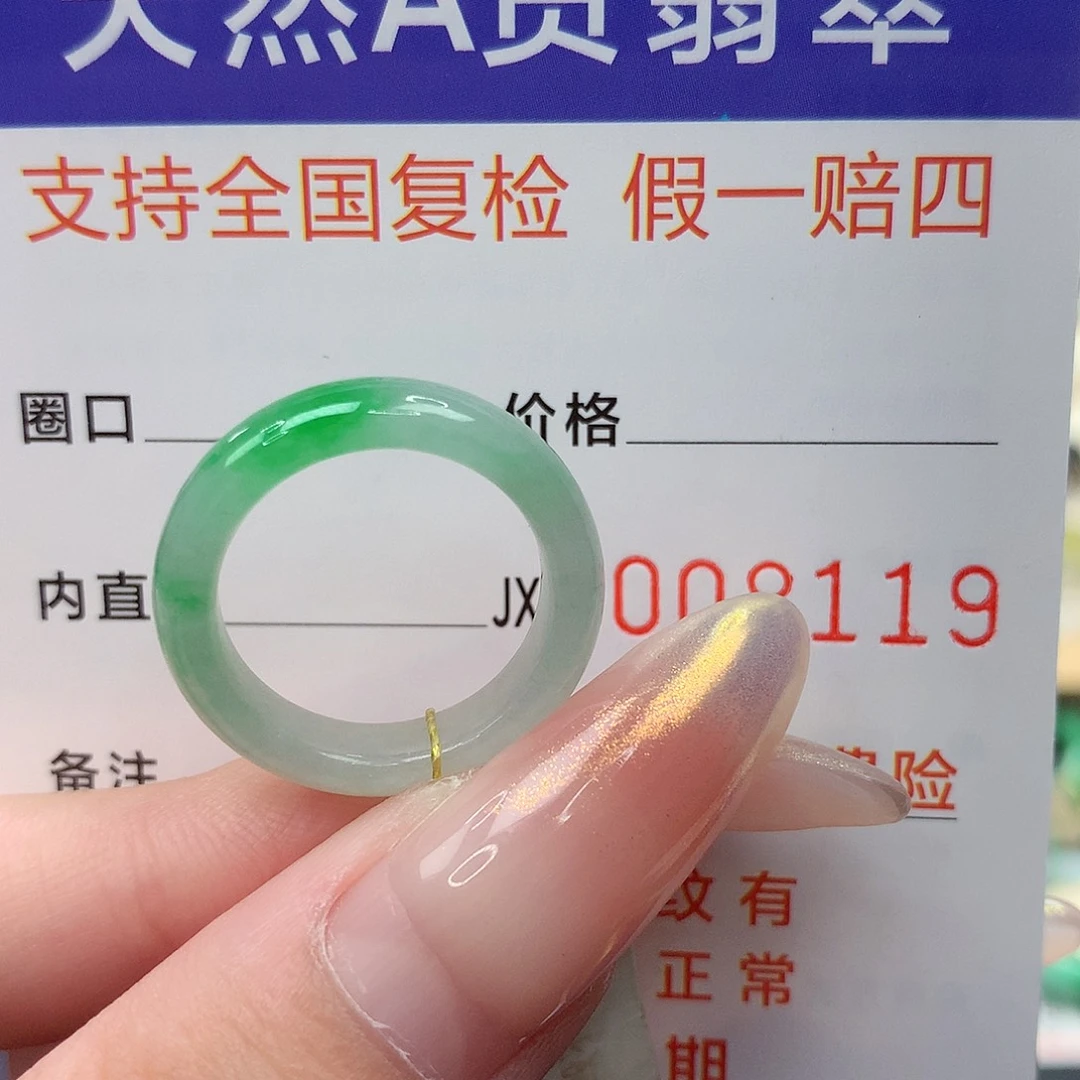 天然A货翡翠
支持全国复检 假一赔四
圈口 价格
内直 JX 008119
备注 险
纹有
正常
期